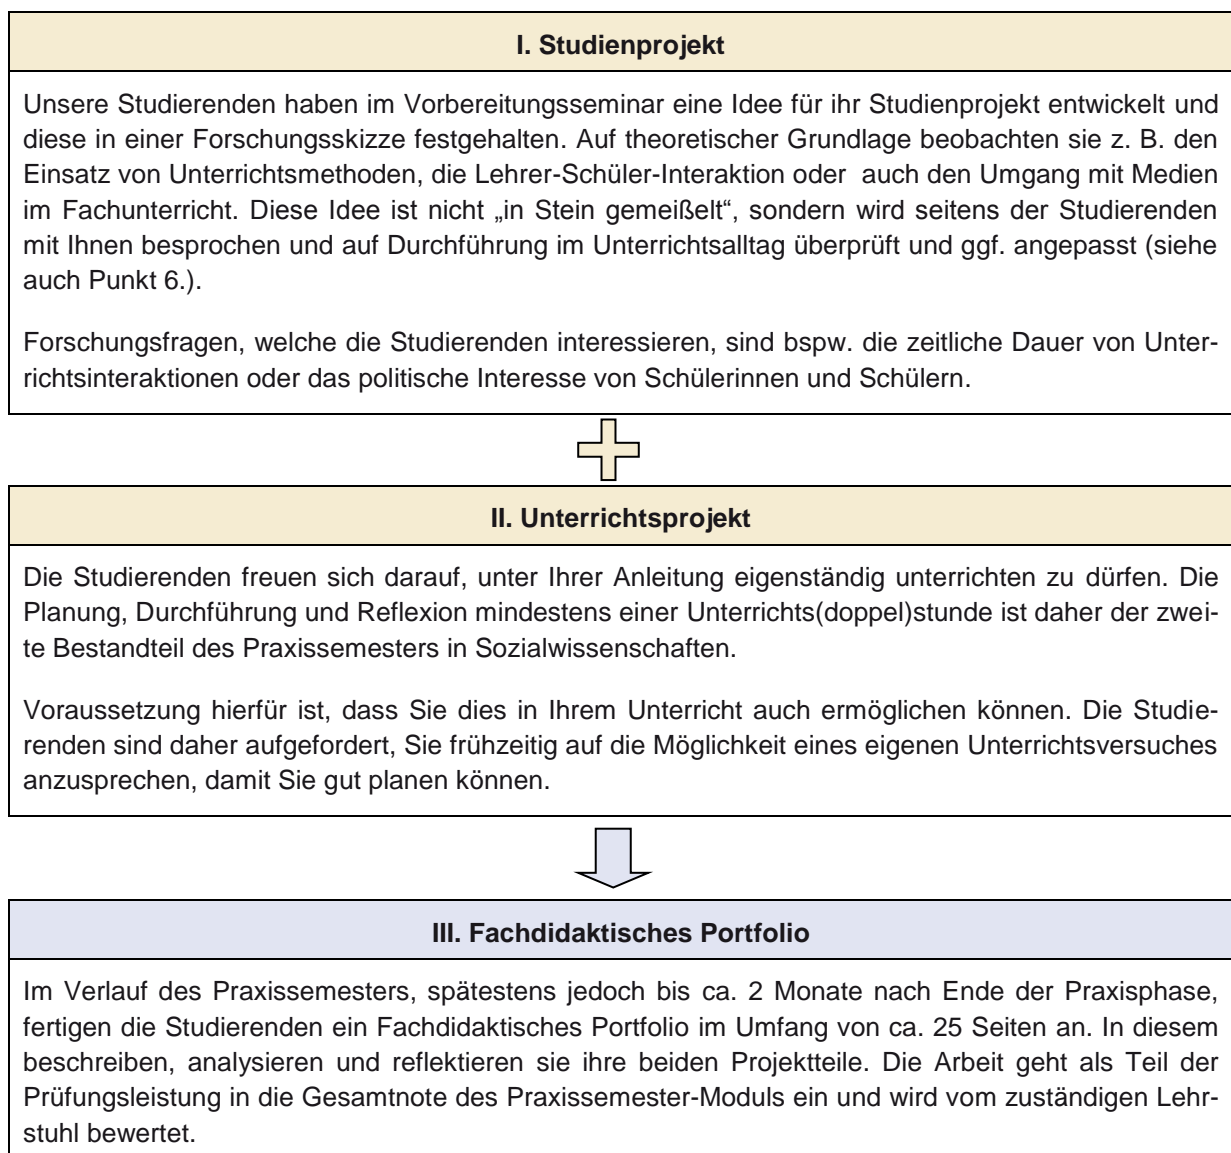 I. Studienprojekt
Unsere Studierenden haben im Vorbereitungsseminar eine Idee für ihr Studienprojekt entwickelt und
diese in einer Forschungsskizze festgehalten. Auf theoretischer Grundlage beobachten sie z. B. den
Einsatz von Unterrichtsmethoden, die Lehrer-Schüler-Interaktion oder auch den Umgang mit Medien
im Fachunterricht. Diese Idee ist nicht „in Stein gemeißelt“, sondern wird seitens der Studierenden
mit Ihnen besprochen und auf Durchführung im Unterrichtsalltag überprüft und ggf. angepasst (siehe
auch Punkt 6.).
Forschungsfragen, welche die Studierenden interessieren, sind bspw. die zeitliche Dauer von Unter-
richtsinteraktionen oder das politische Interesse von Schülerinnen und Schülern.
II. Unterrichtsprojekt
Die Studierenden freuen sich darauf, unter Ihrer Anleitung eigenständig unterrichten zu dürfen. Die
Planung, Durchführung und Reflexion mindestens einer Unterrichts(doppel)stunde ist daher der zwei-
te Bestandteil des Praxissemesters in Sozialwissenschaften.
Voraussetzung hierfür ist, dass Sie dies in Ihrem Unterricht auch ermöglichen können. Die Studie-
renden sind daher aufgefordert, Sie frühzeitig auf die Möglichkeit eines eigenen Unterrichtsversuches
anzusprechen, damit Sie gut planen können.
III. Fachdidaktisches Portfolio
Im Verlauf des Praxissemesters, spätestens jedoch bis ca. 2 Monate nach Ende der Praxisphase,
fertigen die Studierenden ein Fachdidaktisches Portfolio im Umfang von ca. 25 Seiten an. In diesem
beschreiben, analysieren und reflektieren sie ihre beiden Projektteile. Die Arbeit geht als Teil der
Prüfungsleistung in die Gesamtnote des Praxissemester-Moduls ein und wird vom zuständigen Lehr-
stuhl bewertet.